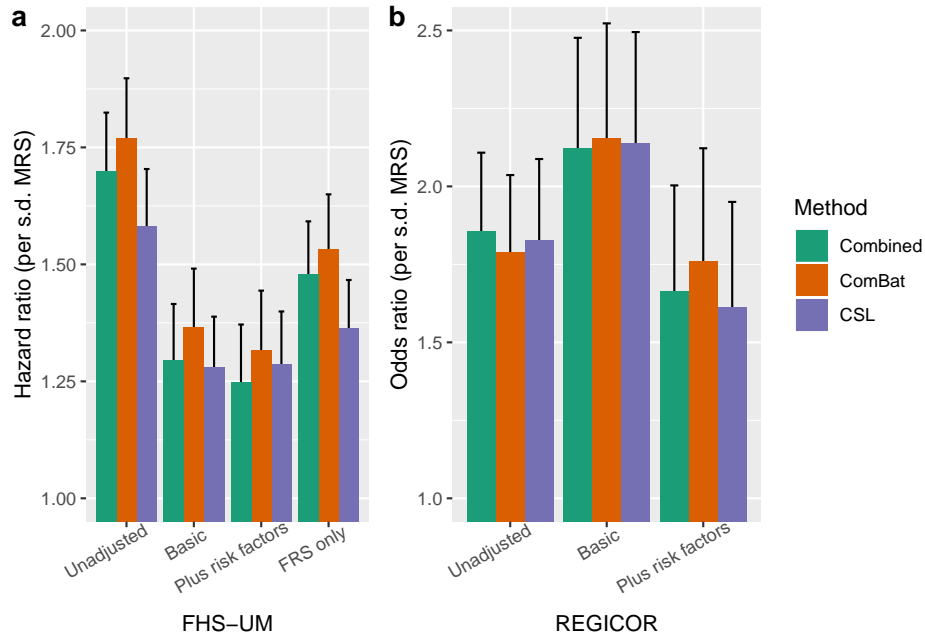 a
Hazard ratio (per s.d. MRS)
2.00
1.75
1.50
1.25
1.00
Unadjusted
Basic
Plus risk factors
FRS only
FHS−UM
b
Odds ratio (per s.d. MRS)
2.5
2.0
1.5
1.0
Unadjusted
Basic
Plus risk factors
REGICOR
Method
Combined
ComBat
CSL